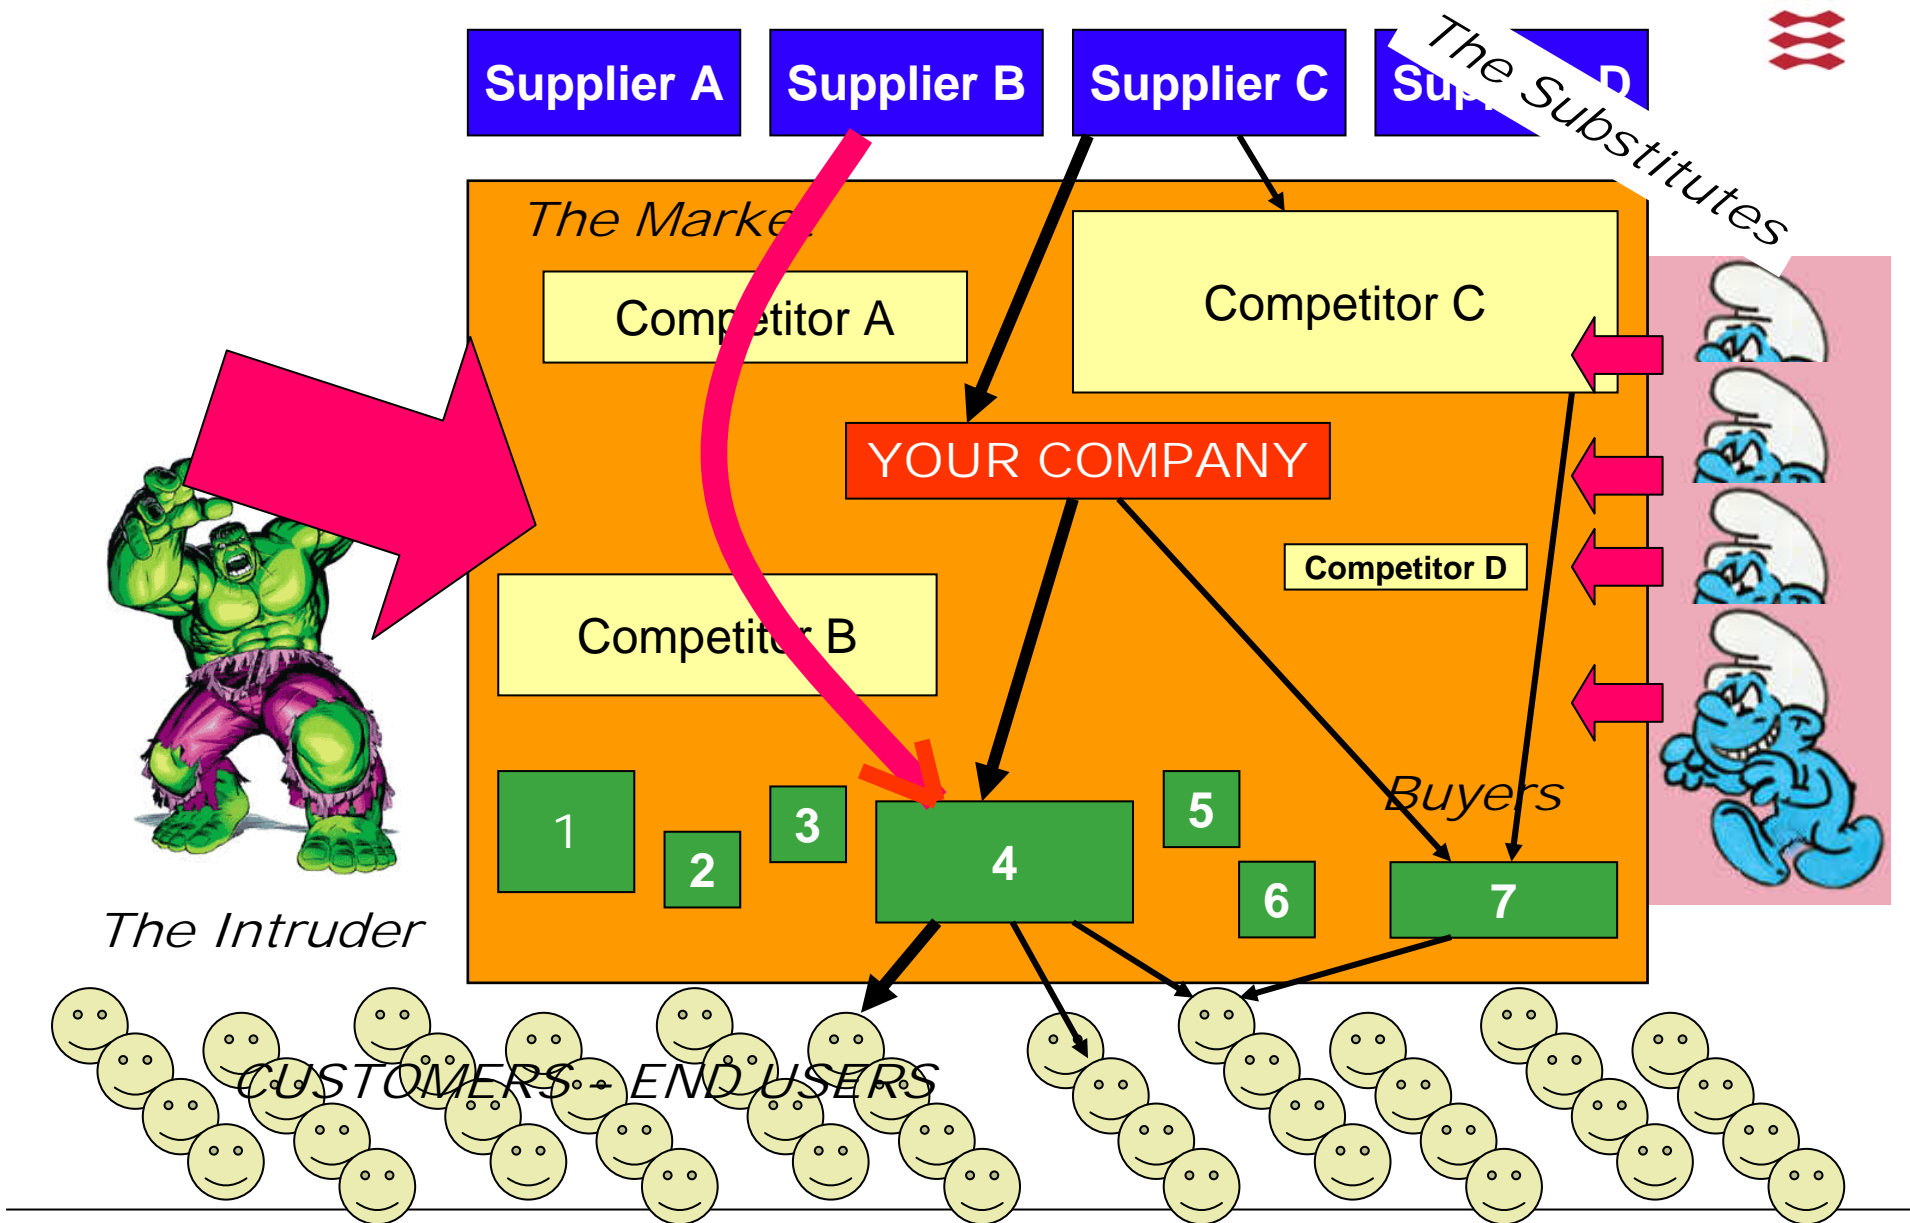 Supplier A
Supplier B
Supplier C
Supplier D
The Substitutes
The Market
Competitor A
Competitor C
YOUR COMPANY
Competitor D
Competitor B
Buyers
1
2
3
4
5
6
7
The Intruder
CUSTOMERS – END USERS